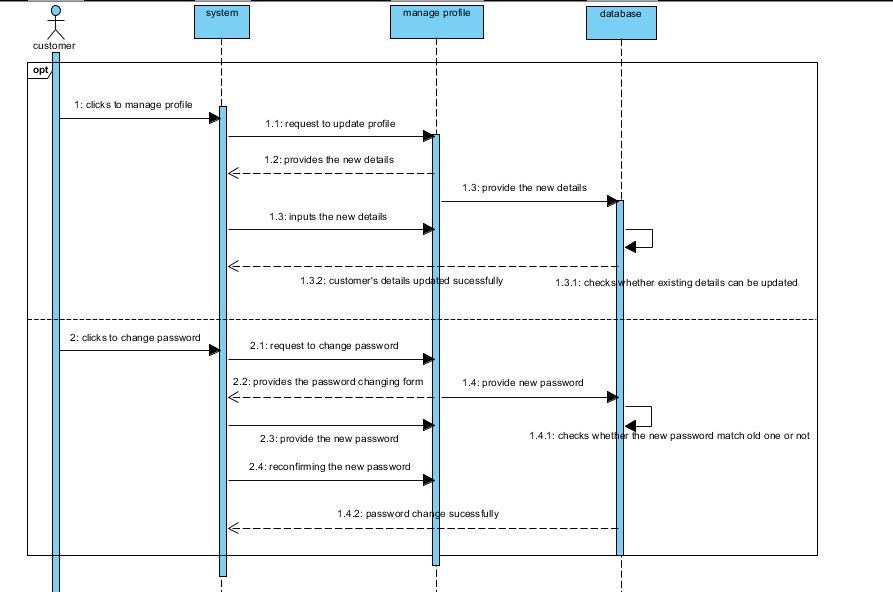 system
manage profile
database
customer
opt
1: clicks to manage profile
1.1: request to update profile
1.2: provides the new details
1.3: provide the new details
1.3: inputs the new details
1.3.2: customer's details updated sucessfully
1.3.1: checks whether existing details can be updated
2: clicks to change password
2.1: request to change password
2.2: provides the password changing form
1.4: provide new password
2.3: provide the new password
1.4.1: checks whether the new password match old one or not
2.4: reconfirming the new password
1.4.2: password change sucessfully